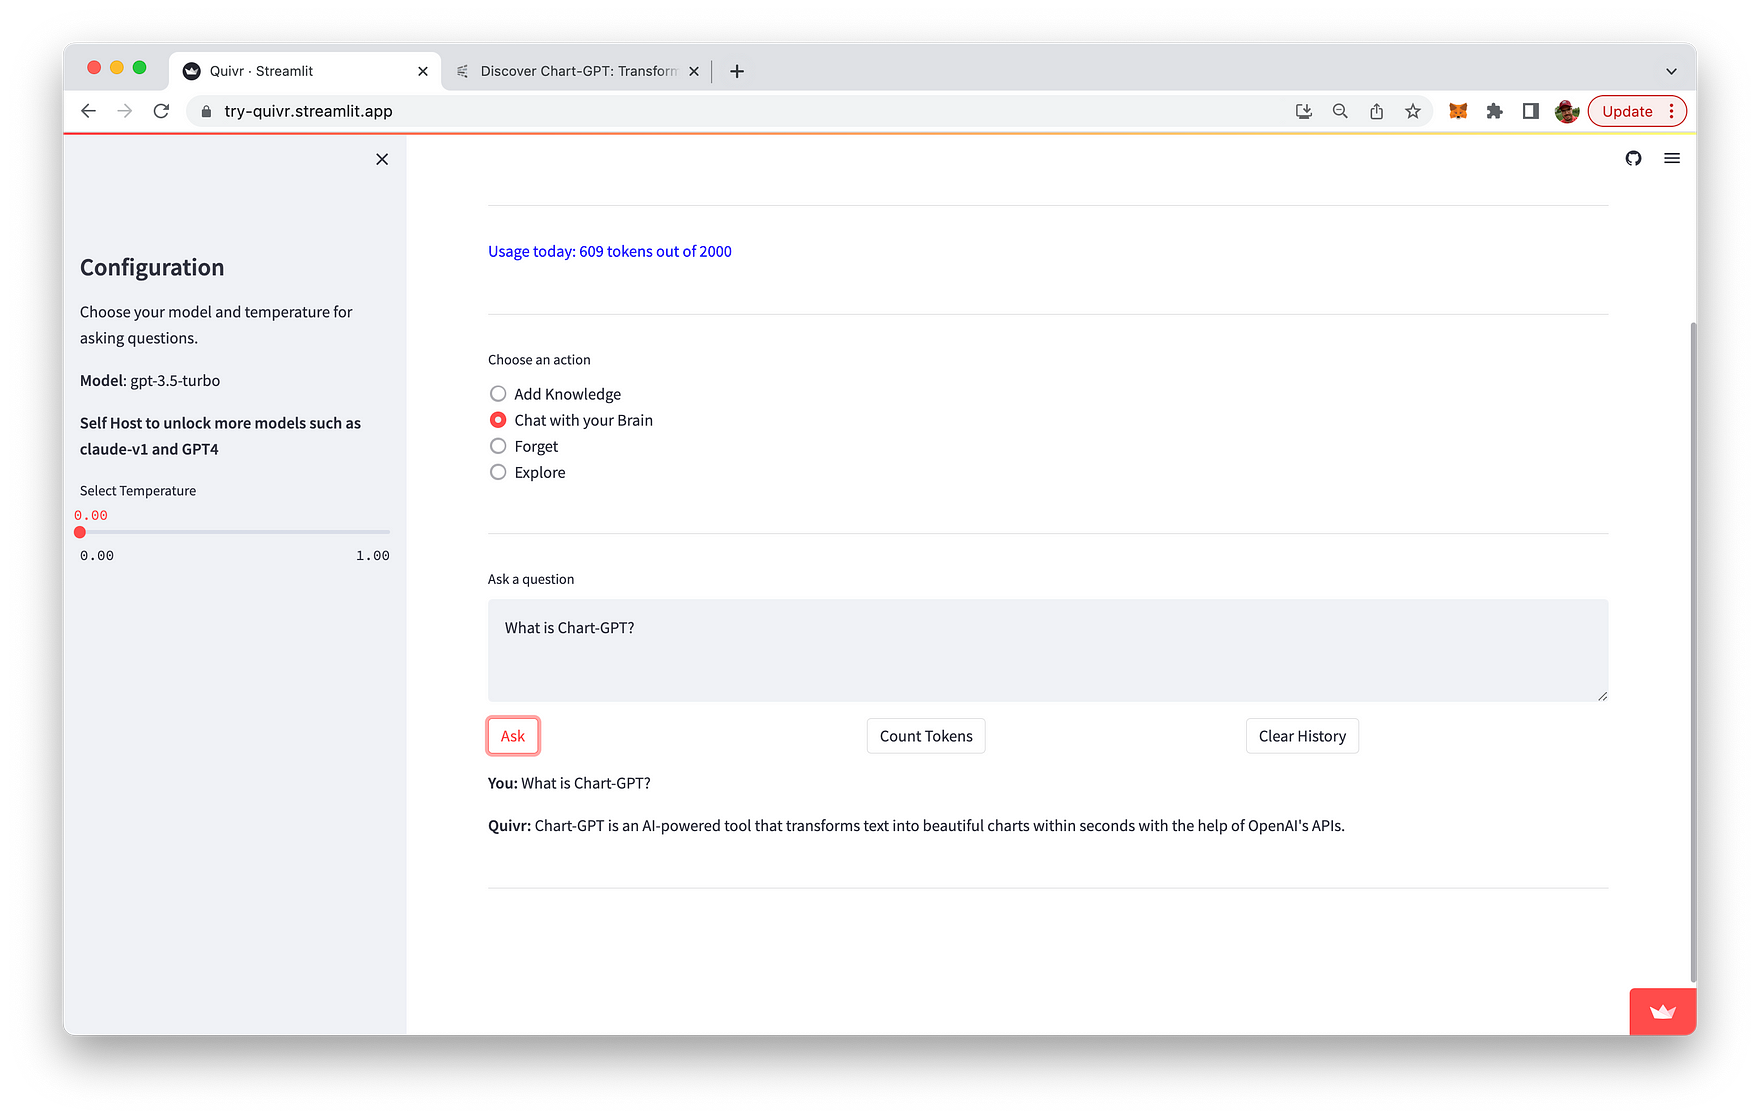 Quivr · Streamlit
Discover Chart-GPT: Transform
try-quivr.streamlit.app
Update
Configuration
Choose your model and temperature for
asking questions.
Model: gpt-3.5-turbo
Self Host to unlock more models such as
claude-v1 and GPT4
Select Temperature
0.00
0.00
1.00
Usage today: 609 tokens out of 2000
Choose an action
Add Knowledge
Chat with your Brain
Forget
Explore
Ask a question
What is Chart-GPT?
Ask
Count Tokens
Clear History
You: What is Chart-GPT?
Quivr: Chart-GPT is an AI-powered tool that transforms text into beautiful charts within seconds with the help of OpenAI's APIs.